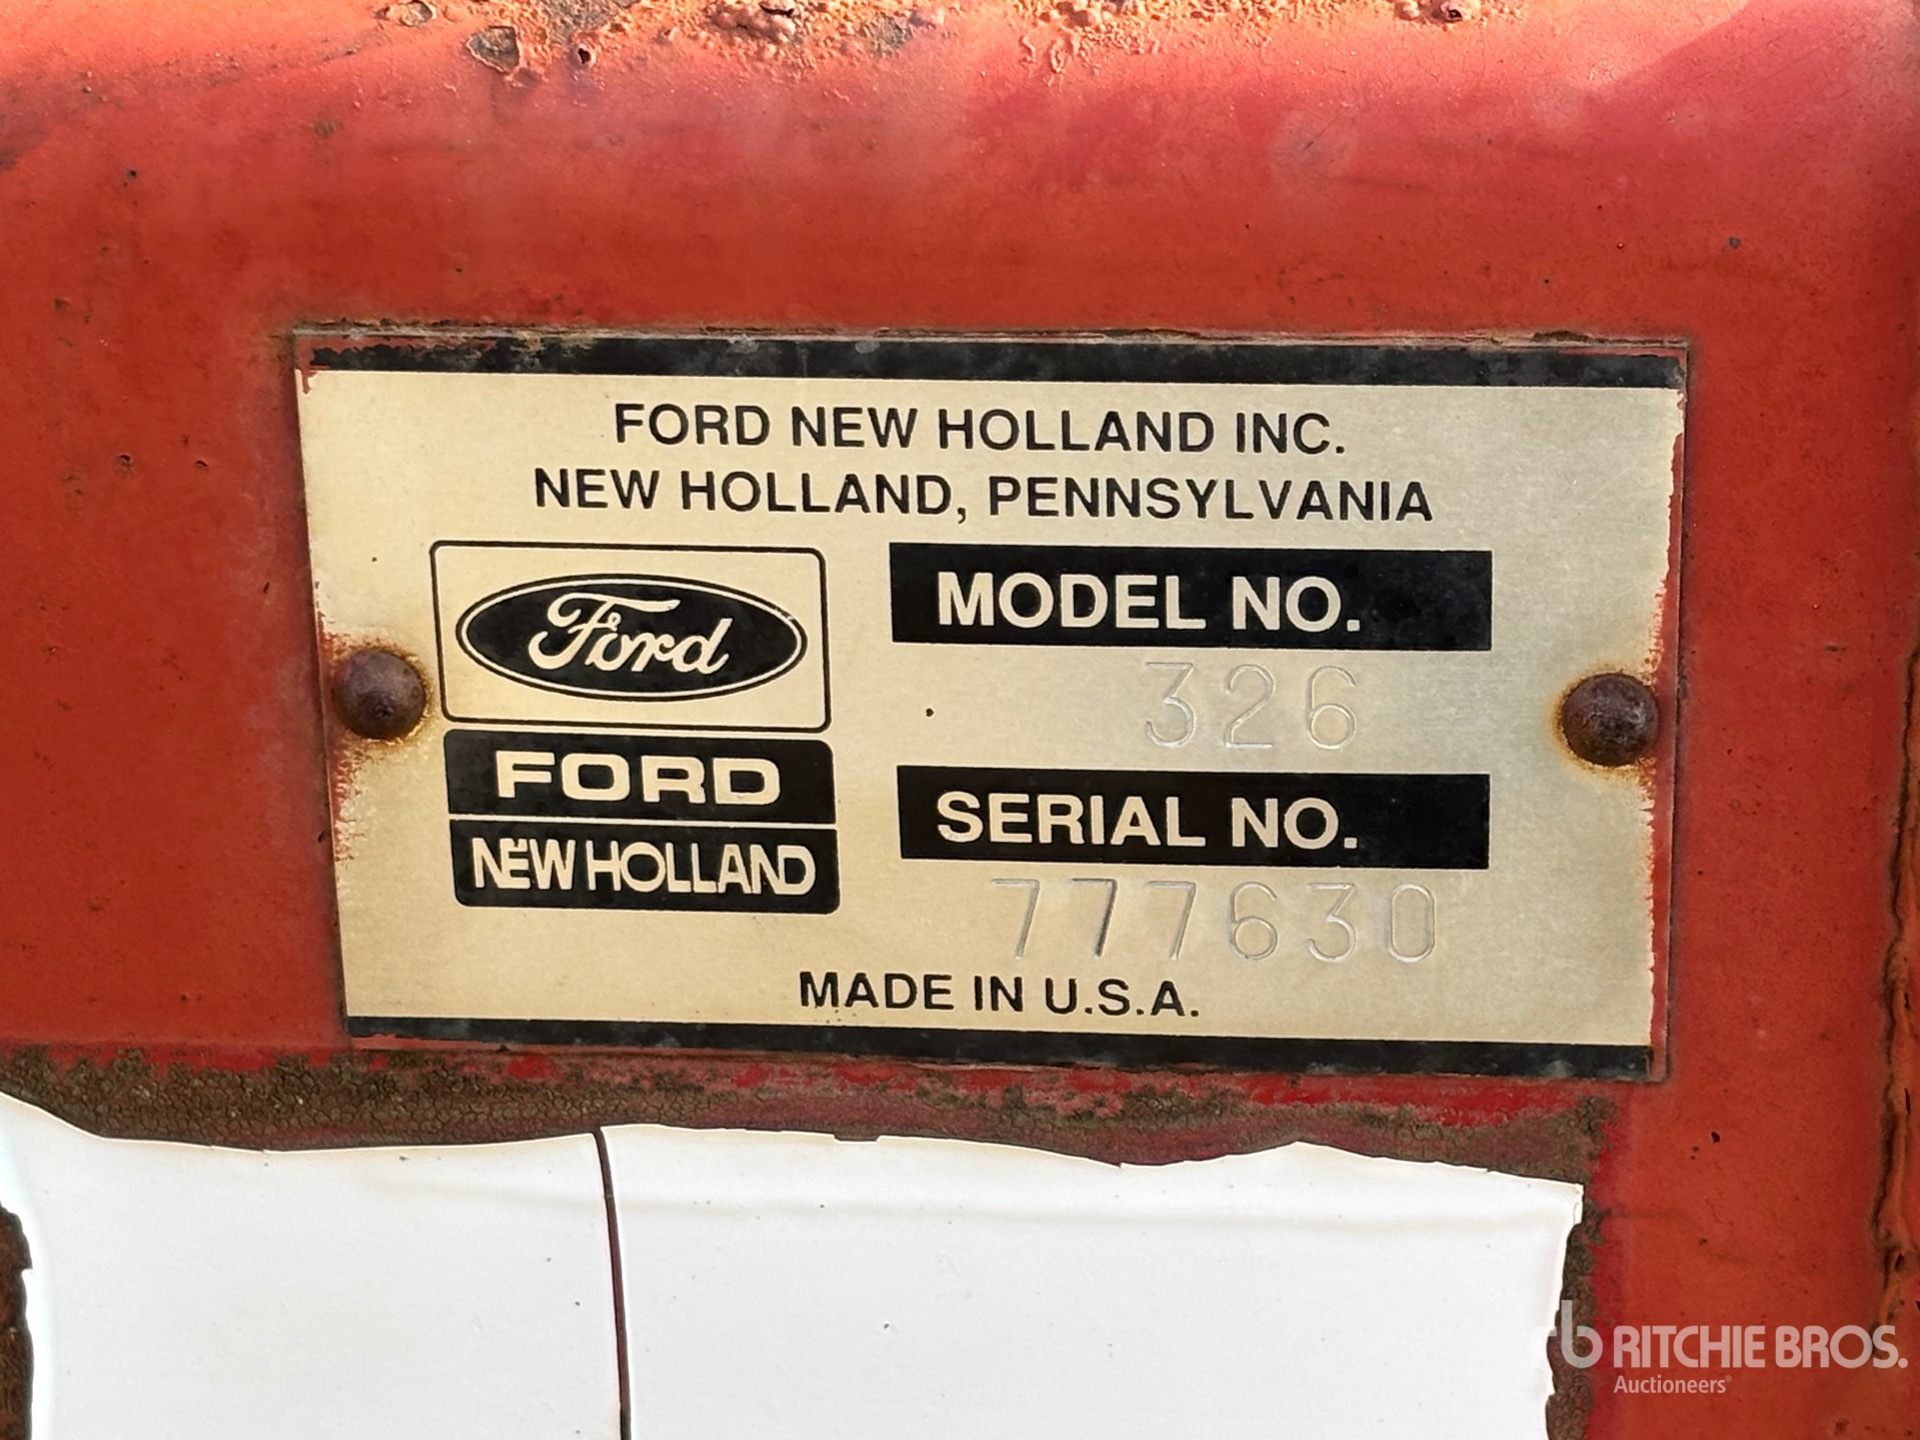 FORD NEW HOLLAND INC.
NEW HOLLAND, PENNSYLVANIA
Ford
FORD
NEW HOLLAND
MODEL NO.
326
SERIAL NO.
777630
MADE IN U.S.A.
rb RITCHIE BROS.
Auctioneers